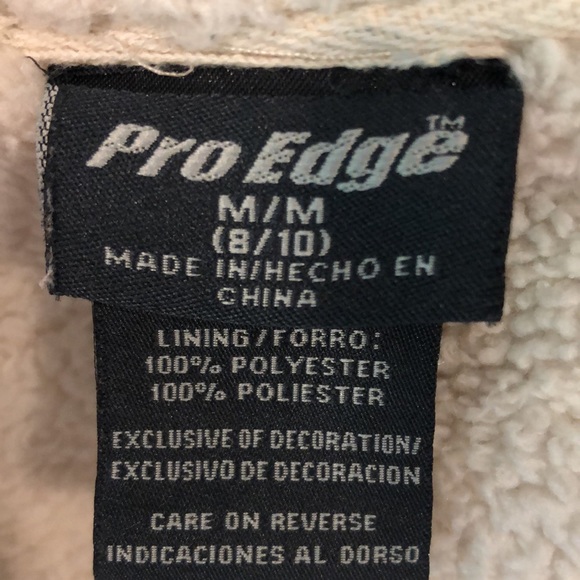 Pro Edge™
M/M
(8/10)
MADE IN/HECHO EN
CHINA
LINING/FORRO:
100% POLYESTER
100% POLIESTER
EXCLUSIVE OF DECORATION/
EXCLUSIVO DE DECORACION
CARE ON REVERSE
INDICACIONES AL DORSO